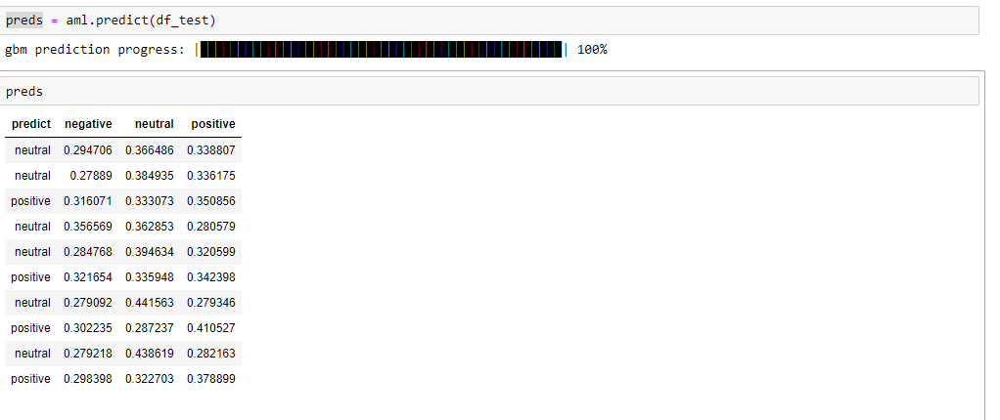 preds = aml.predict(df_test)
gbm prediction progress: || 100%
preds
predict negative neutral positive
neutral 0.294706 0.366486 0.338807
neutral 0.27889 0.384935 0.336175
positive 0.316071 0.333073 0.350856
neutral 0.356569 0.362853 0.280579
neutral 0.284768 0.394634 0.320599
positive 0.321654 0.335948 0.342398
neutral 0.279092 0.441563 0.279346
positive 0.302235 0.287237 0.410527
neutral 0.279218 0.438619 0.282163
positive 0.298398 0.322703 0.378899